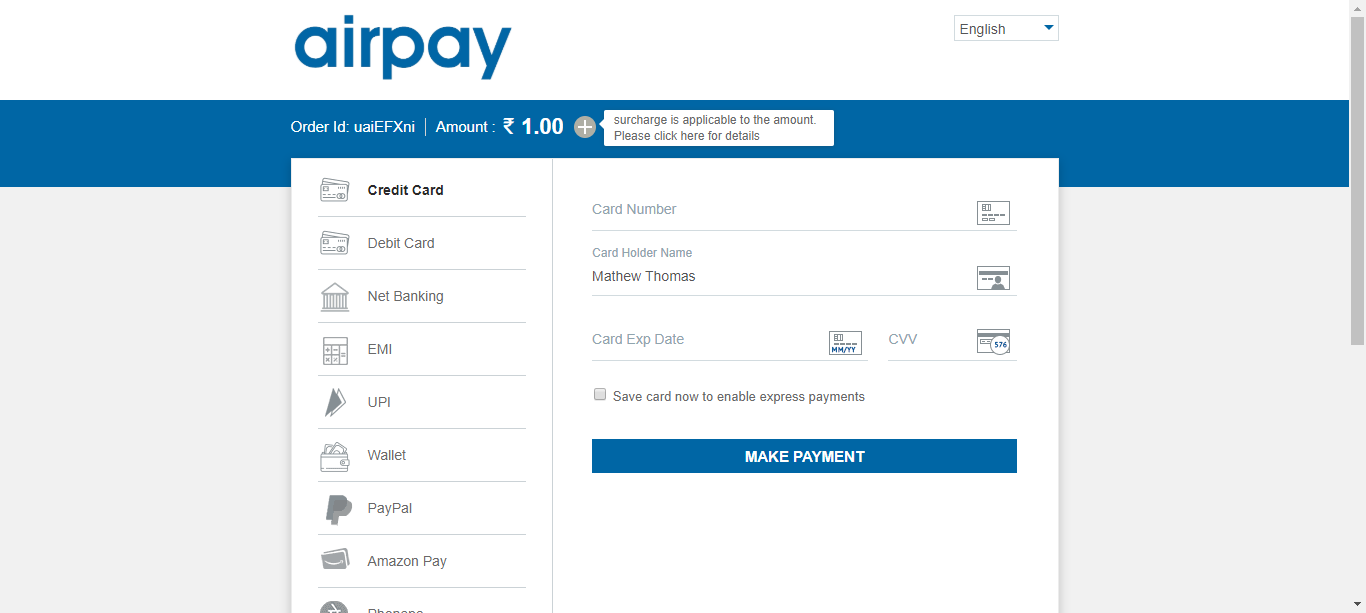 airpay
English
Order Id: uaiEFXni
Amount : ₹ 1.00
surcharge is applicable to the amount.
Please click here for details
Credit Card
Debit Card
Net Banking
EMI
UPI
Wallet
PayPal
Amazon Pay
Phonepe
Card Number
Card Holder Name
Mathew Thomas
Card Exp Date
MM/YY
CVV
576
Save card now to enable express payments
MAKE PAYMENT